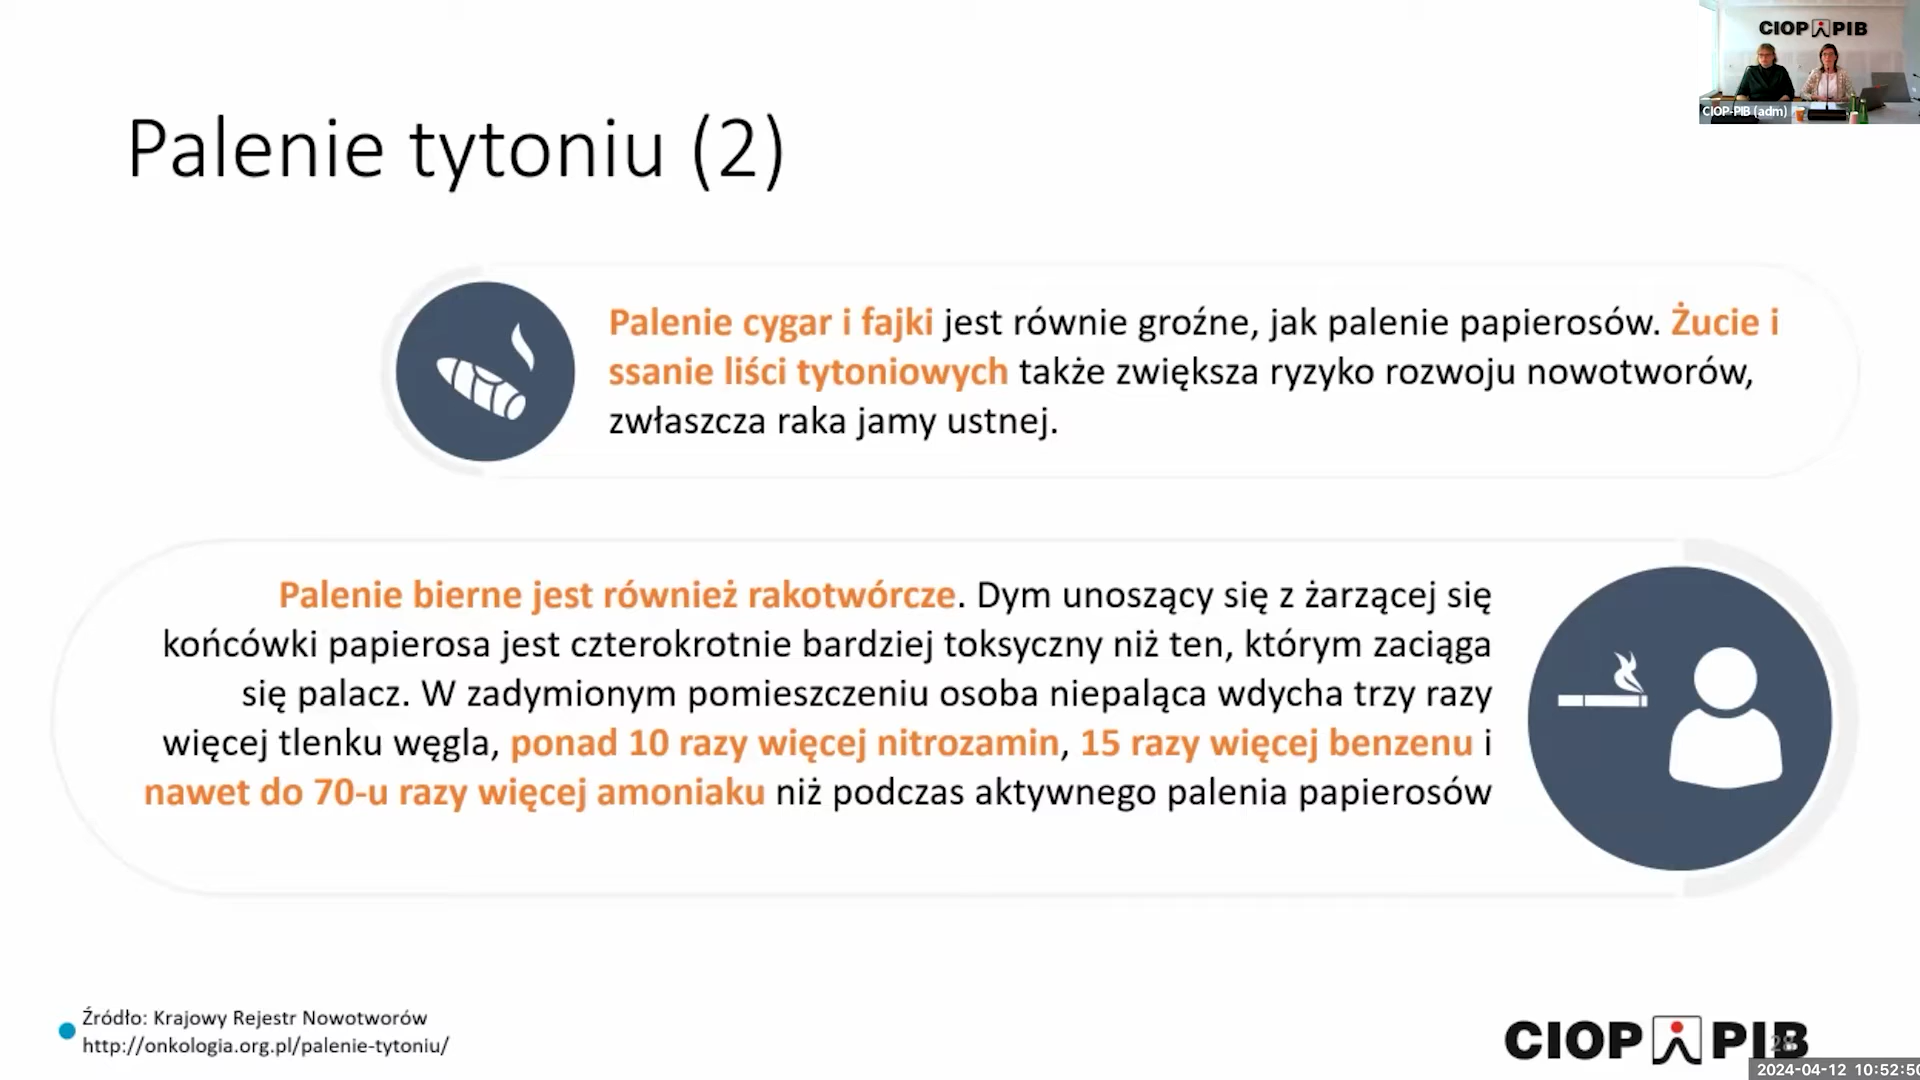 CIOP PIB
CIOP-PIB (adm)
Palenie tytoniu (2)
Palenie cygar i fajki jest równie groźne, jak palenie papierosów. Żucie i
ssanie liści tytoniowych także zwiększa ryzyko rozwoju nowotworów,
zwłaszcza raka jamy ustnej.
Palenie bierne jest również rakotwórcze. Dym unoszący się z żarzącej się
końcówki papierosa jest czterokrotnie bardziej toksyczny niż ten, którym zaciąga
się palacz. W zadymionym pomieszczeniu osoba niepaląca wdycha trzy razy
więcej tlenku węgla, ponad 10 razy więcej nitrozamin, 15 razy więcej benzenu i
nawet do 70-u razy więcej amoniaku niż podczas aktywnego palenia papierosów
Źródło: Krajowy Rejestr Nowotworów
http://onkologia.org.pl/palenie-tytoniu/
CIOP PIB
28
2024-04-12 10:52:50